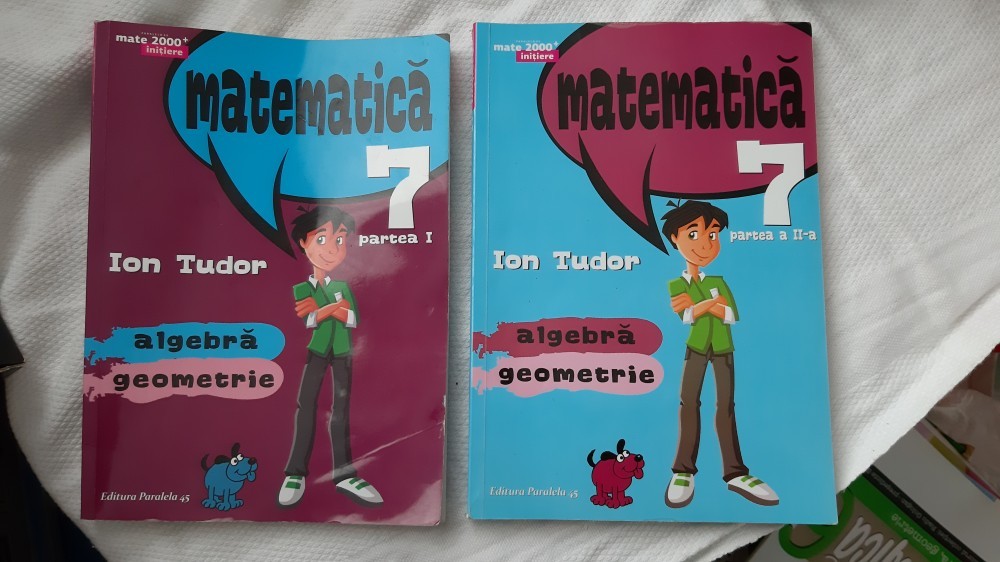 mate 2000+
inițiere
matematică
7
partea I
Ion Tudor
algebră
geometrie
Editura Paralela 45
mate 2000+
inițiere
matematică
7
partea a II-a
Ion Tudor
algebră
geometrie
Editura Paralela 45
geometrie